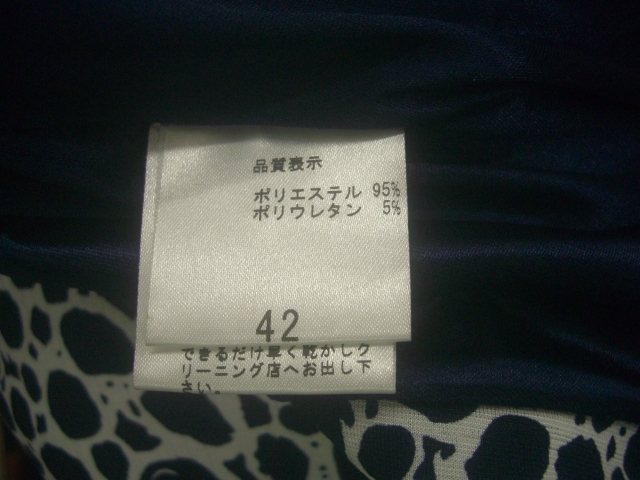 品質表示
ポリエステル 95%
ポリウレタン 5%
42
できるだけ早く乾かしク
リーニング店へお出し下
さい。